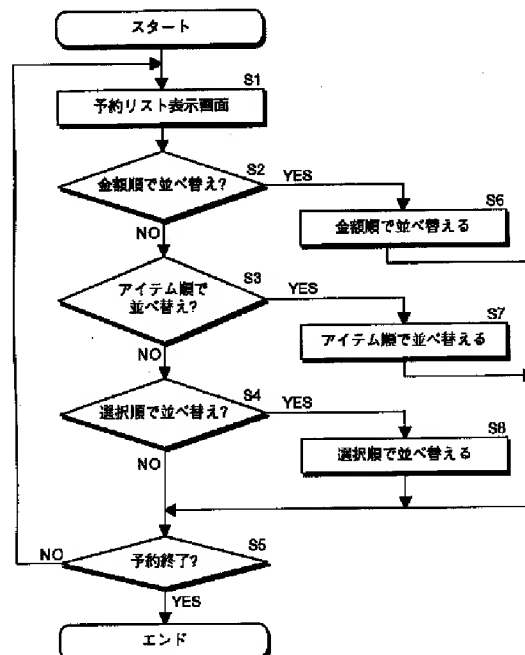 スタート
S1
予約リスト表示画面
S2
金額順で並べ替え?
YES
NO
S6
金額順で並べ替える
S3
アイテム順で
並べ替え?
YES
NO
S7
アイテム順で並べ替える
S4
選択順で並べ替え?
YES
NO
S8
選択順で並べ替える
S5
予約終了?
NO
YES
エンド